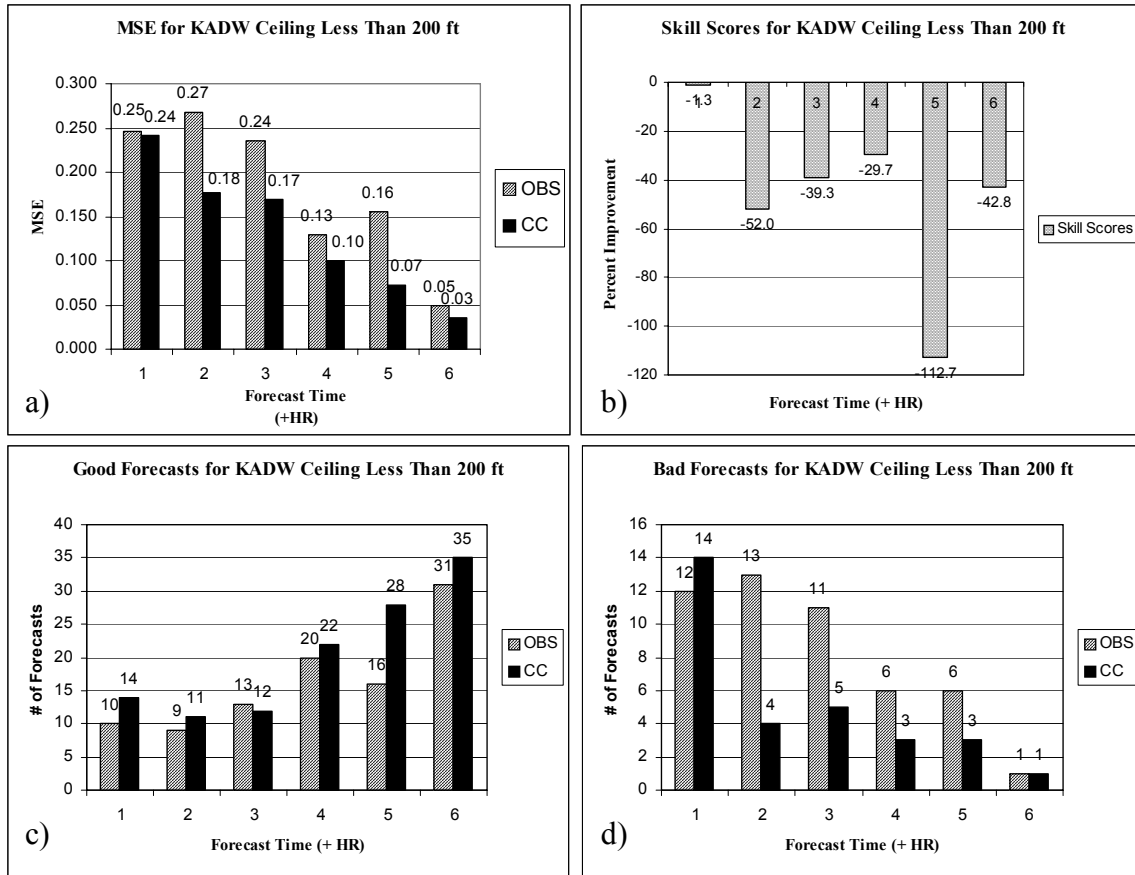 MSE for KADW Ceiling Less Than 200 ft
MSE
0.300
0.250
0.200
0.150
0.100
0.050
0.000
0.25
0.24
0.27
0.18
0.24
0.17
0.13
0.10
0.16
0.07
0.05
0.03
1 2 3 4 5 6
Forecast Time
(+HR)
OBS
CC
a)
Skill Scores for KADW Ceiling Less Than 200 ft
Percent Improvement
0
-20
-40
-60
-80
-100
-120
1 2 3 4 5 6
-1.3
-52.0
-39.3
-29.7
-112.7
-42.8
Forecast Time (+ HR)
Skill Scores
b)
Good Forecasts for KADW Ceiling Less Than 200 ft
# of Forecasts
40
35
30
25
20
15
10
5
0
10
14
9
11
13
12
20
22
16
28
31
35
1 2 3 4 5 6
Forecast Time (+ HR)
OBS
CC
c)
Bad Forecasts for KADW Ceiling Less Than 200 ft
# of Forecasts
16
14
12
10
8
6
4
2
0
12
14
13
4
11
5
6
3
6
3
1
1
1 2 3 4 5 6
Forecast Time (+ HR)
OBS
CC
d)